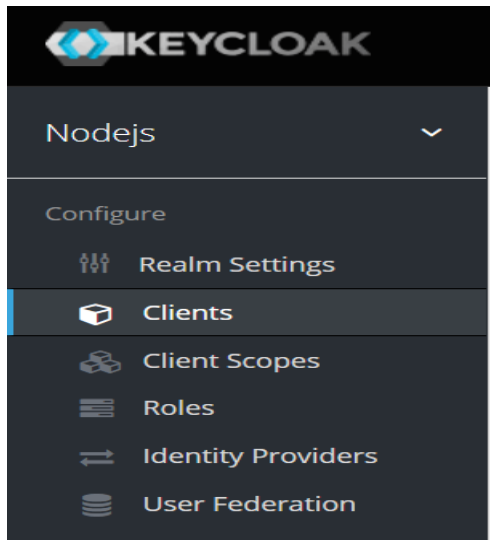 KEYCLOAK
Nodejs
Configure
Realm Settings
Clients
Client Scopes
Roles
Identity Providers
User Federation